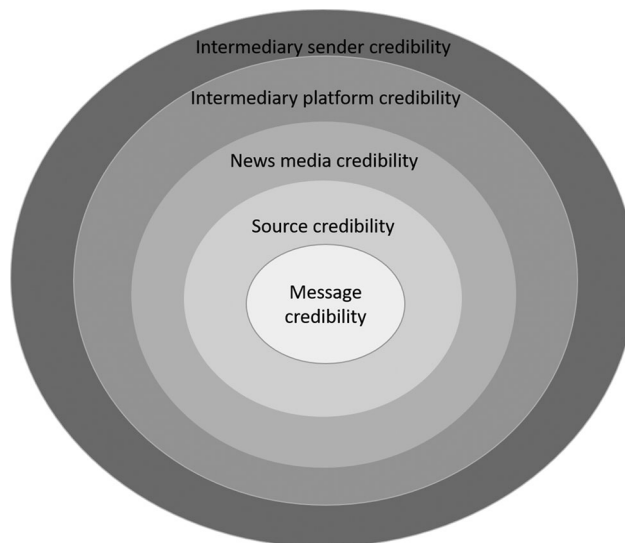 Intermediary sender credibility
Intermediary platform credibility
News media credibility
Source credibility
Message
credibility